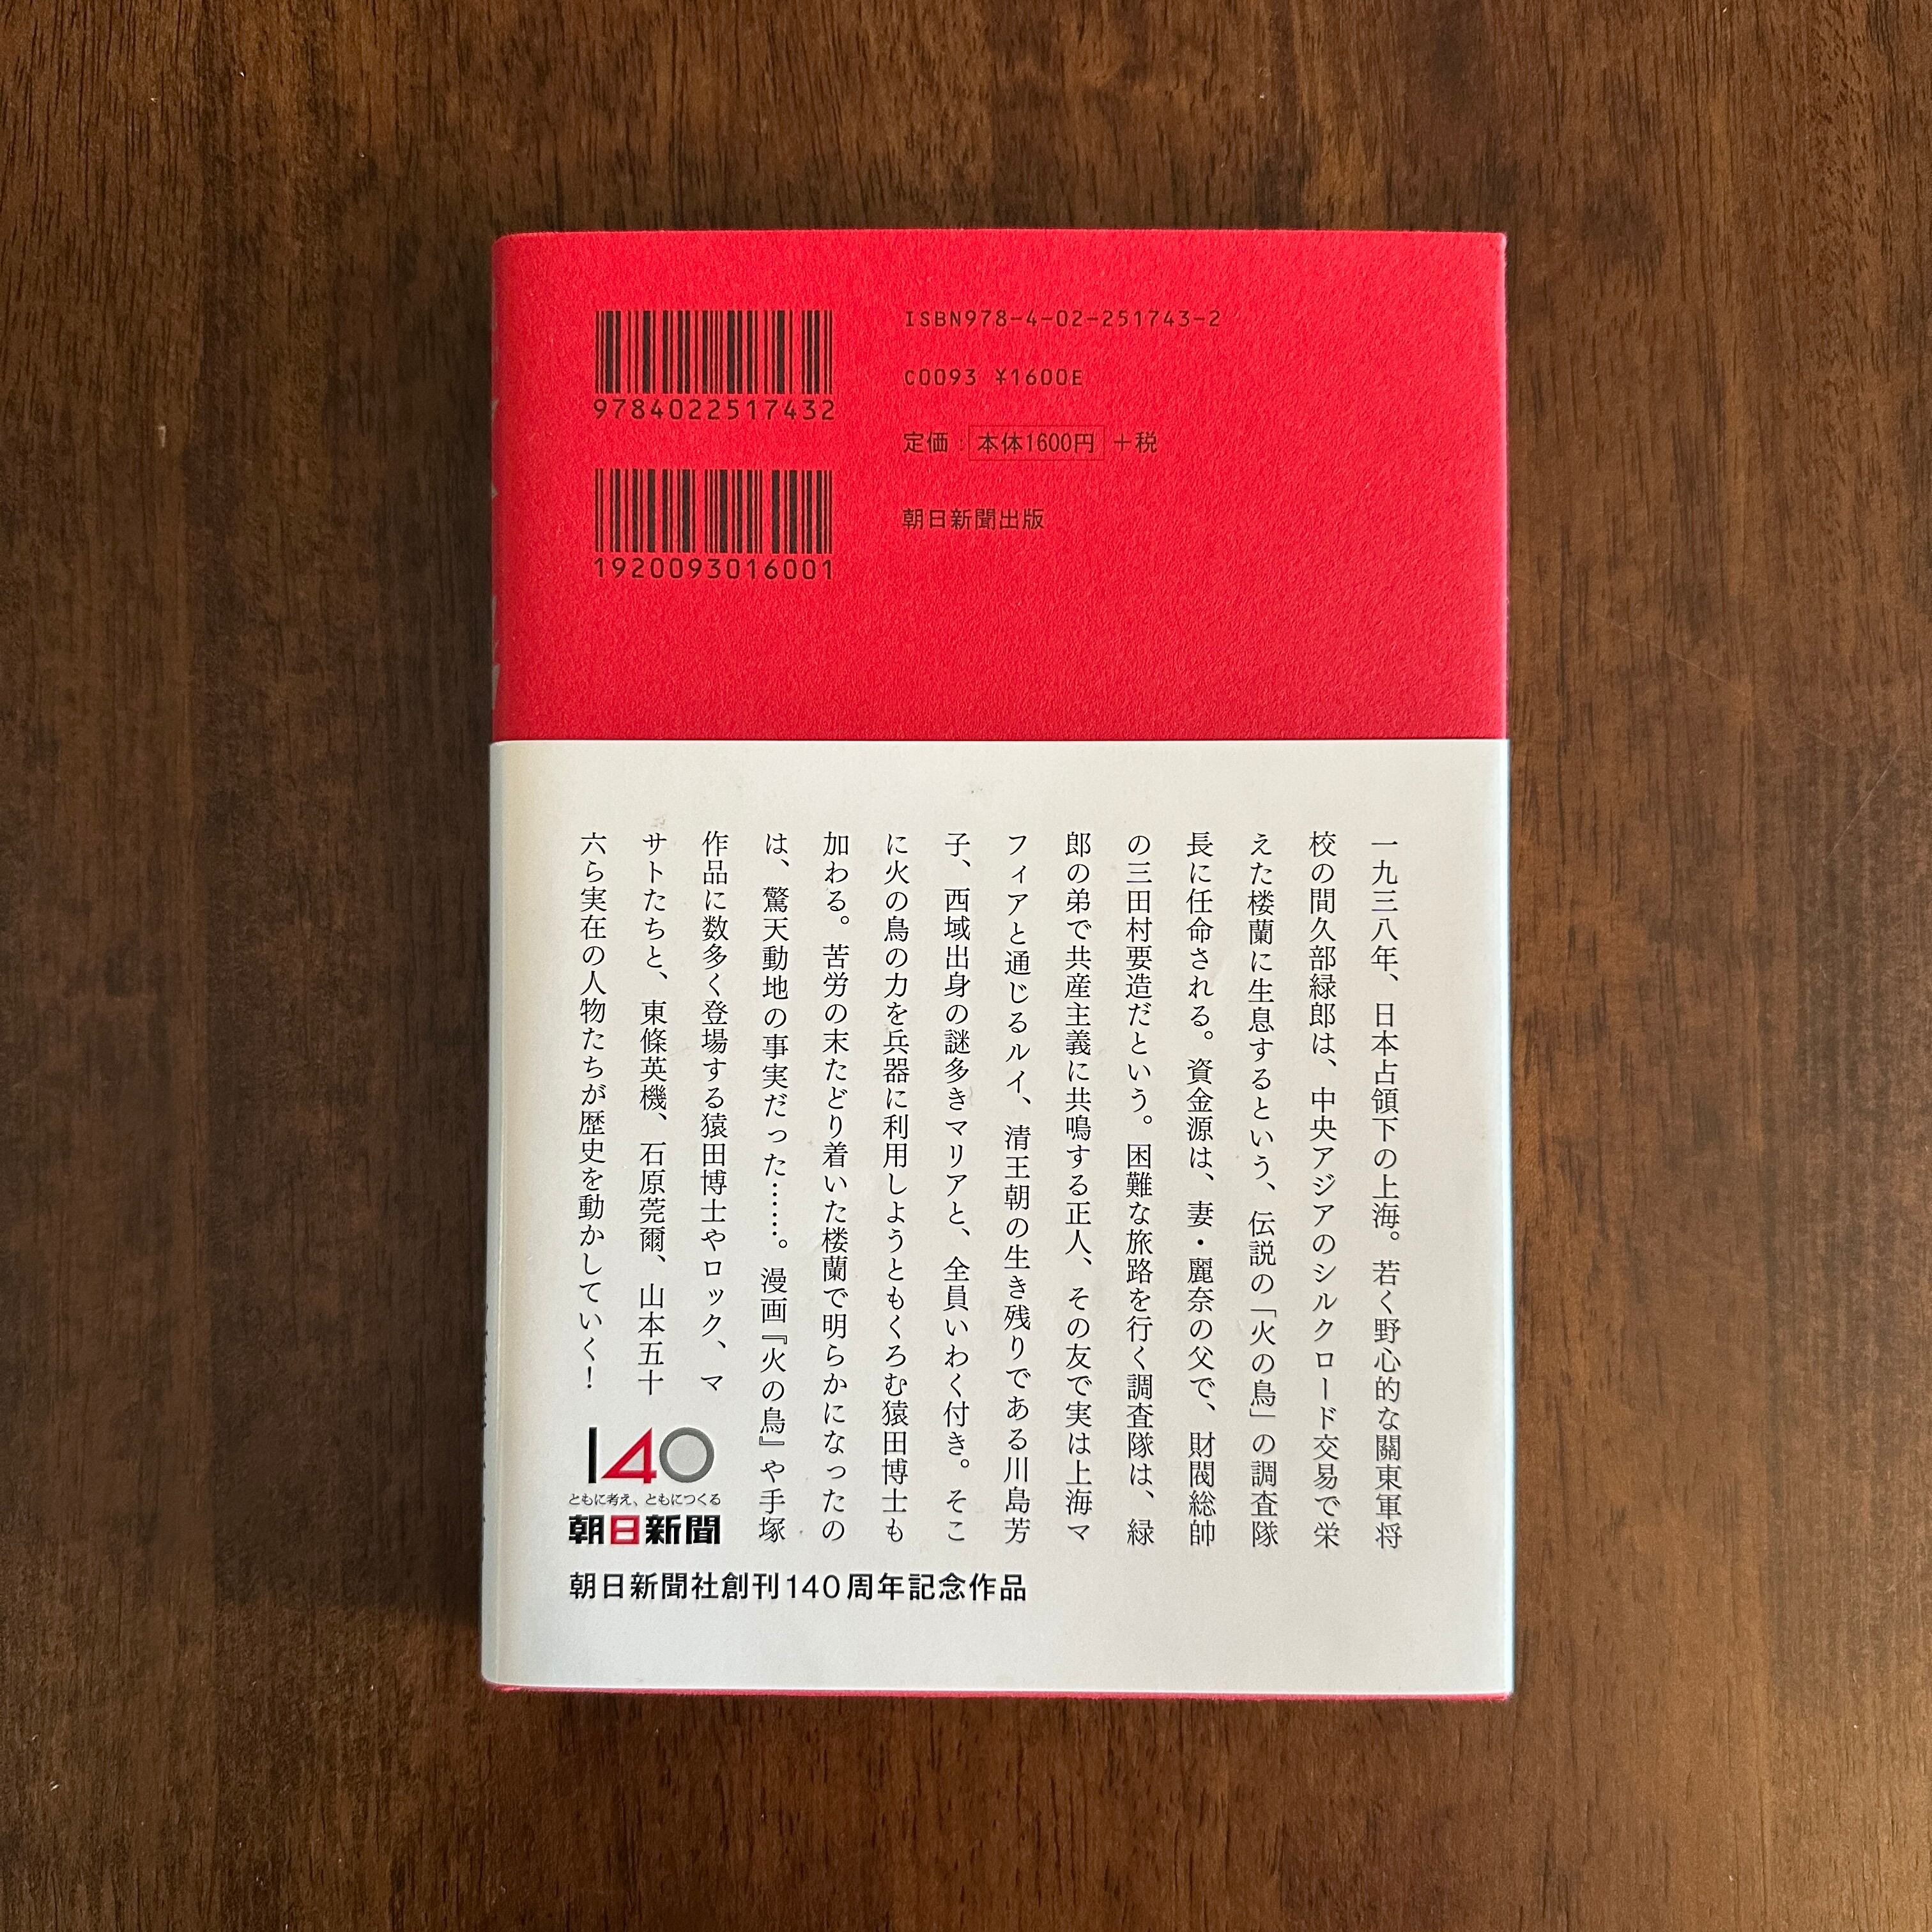 9784022517432
1920093016001
ISBN978-4-02-251743-2
C0093 ¥1600E
定価：本体1600円＋税
朝日新聞出版
一九三八年、日本占領下の上海。若く野心的な關東軍将
校の間久部緑郎は、中央アジアのシルクロード交易で栄
えた楼蘭に生息するという、伝説の「火の鳥」の調査隊
長に任命される。資金源は、妻・麗奈の父で、財閥総帥
の三田村要造だという。困難な旅路を行く調査隊は、緑
郎の弟で共産主義に共鳴する正人、その友で実は上海マ
フィアと通じるルイ、清王朝の生き残りである川島芳
子、西域出身の謎多きマリアと、全員いわく付き。そこ
に火の鳥の力を兵器に利用しようともくろむ猿田博士も
加わる。苦労の末たどり着いた楼蘭で明らかになったの
は、驚天動地の事実だった……。漫画『火の鳥』や手塚
作品に数多く登場する猿田博士やロック、マ
サトたちと、東條英機、石原莞爾、山本五十
六ら実在の人物たちが歴史を動かしていく！
140
ともに考え、ともにつくる
朝日新聞
朝日新聞社創刊140周年記念作品